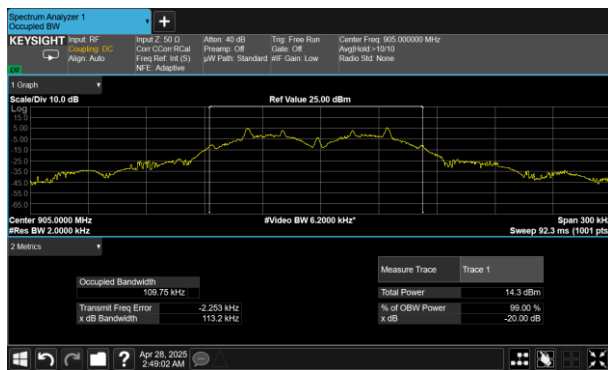 Spectrum Analyzer 1
Occupied BW
KEYSIGHT Input: RF Input Z: 50 Ω Atten: 40 dB Trig: Free Run Center Freq: 905.000000 MHz
Coupling: DC Corr CCorr RCal Preamp: Off Gate: Off Avg|Hold:>10/10
Align: Auto Freq Ref: Int (S) µW Path: Standard #IF Gain: Low Radio Std: None
NFE: Adaptive
1 Graph
Scale/Div 10.0 dB Ref Value 25.00 dBm
Log
15.0
5.00
-5.00
-15.0
-25.0
-35.0
-45.0
-55.0
-65.0
Center 905.0000 MHz #Video BW 6.2000 kHz* Span 300 kHz
#Res BW 2.0000 kHz Sweep 92.3 ms (1001 pts
2 Metrics
Measure Trace Trace 1
Occupied Bandwidth
109.75 kHz Total Power 14.3 dBm
Transmit Freq Error -2.253 kHz % of OBW Power 99.00 %
x dB Bandwidth 113.2 kHz x dB -20.00 dB
Apr 28, 2025
2:49:02 AM